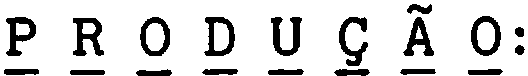 P R O D U Ç Ã O: